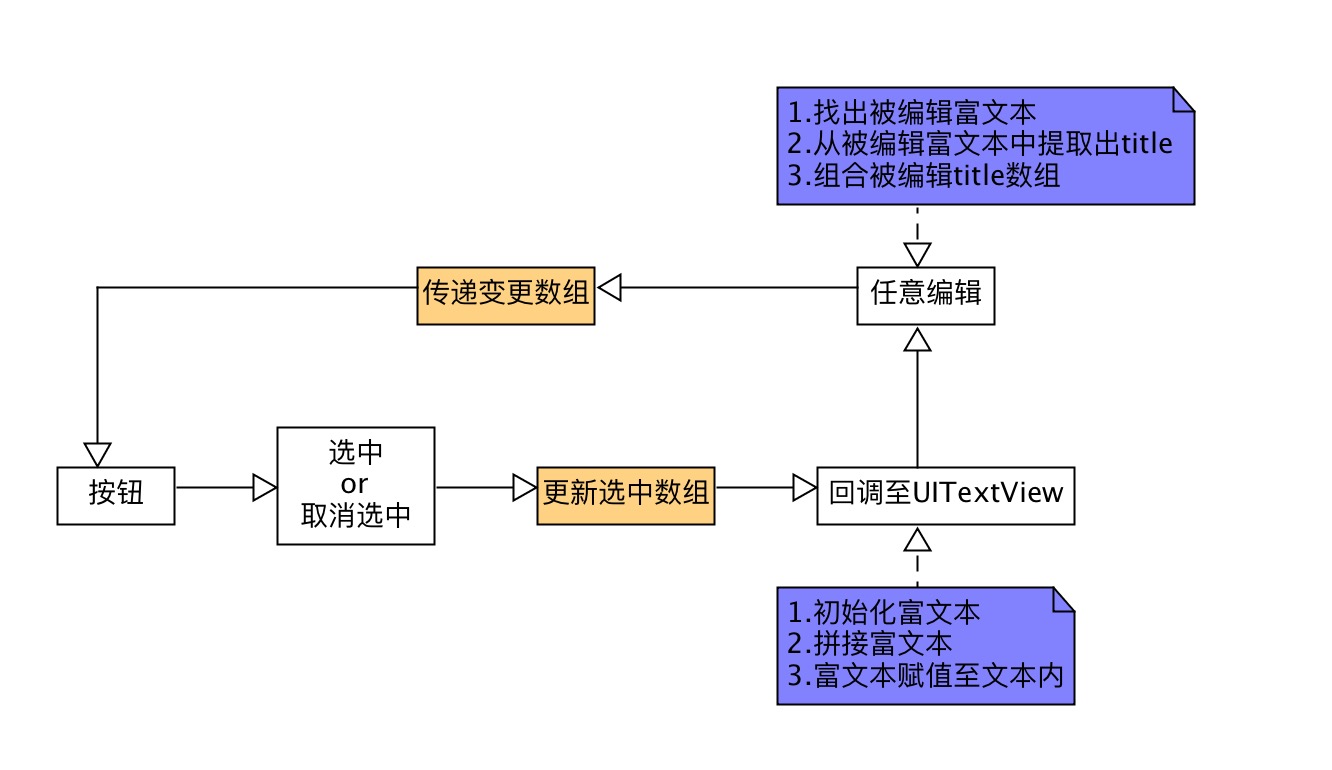 1.找出被编辑富文本
2.从被编辑富文本中提取出title
3.组合被编辑title数组
传递变更数组
任意编辑
按钮
选中
or
取消选中
更新选中数组
回调至UITextView
1.初始化富文本
2.拼接富文本
3.富文本赋值至文本内